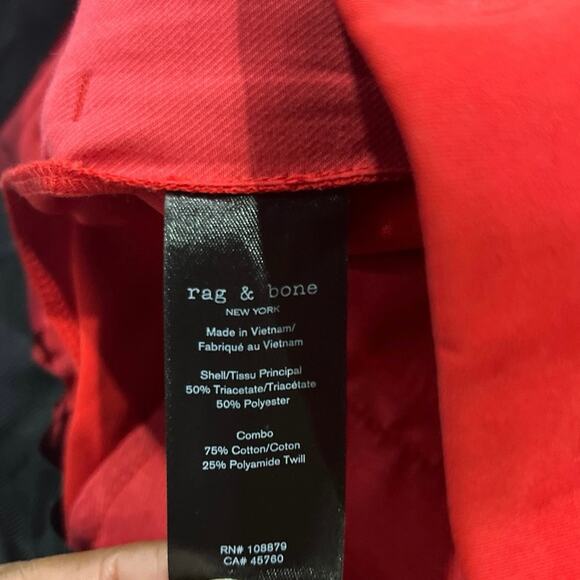 rag & bone
NEW YORK
Made in Vietnam/
Fabriqué au Vietnam
Shell/Tissu Principal
50% Triacetate/Triacétate
50% Polyester
Combo
75% Cotton/Coton
25% Polyamide Twill
RN# 108879
CA# 45760